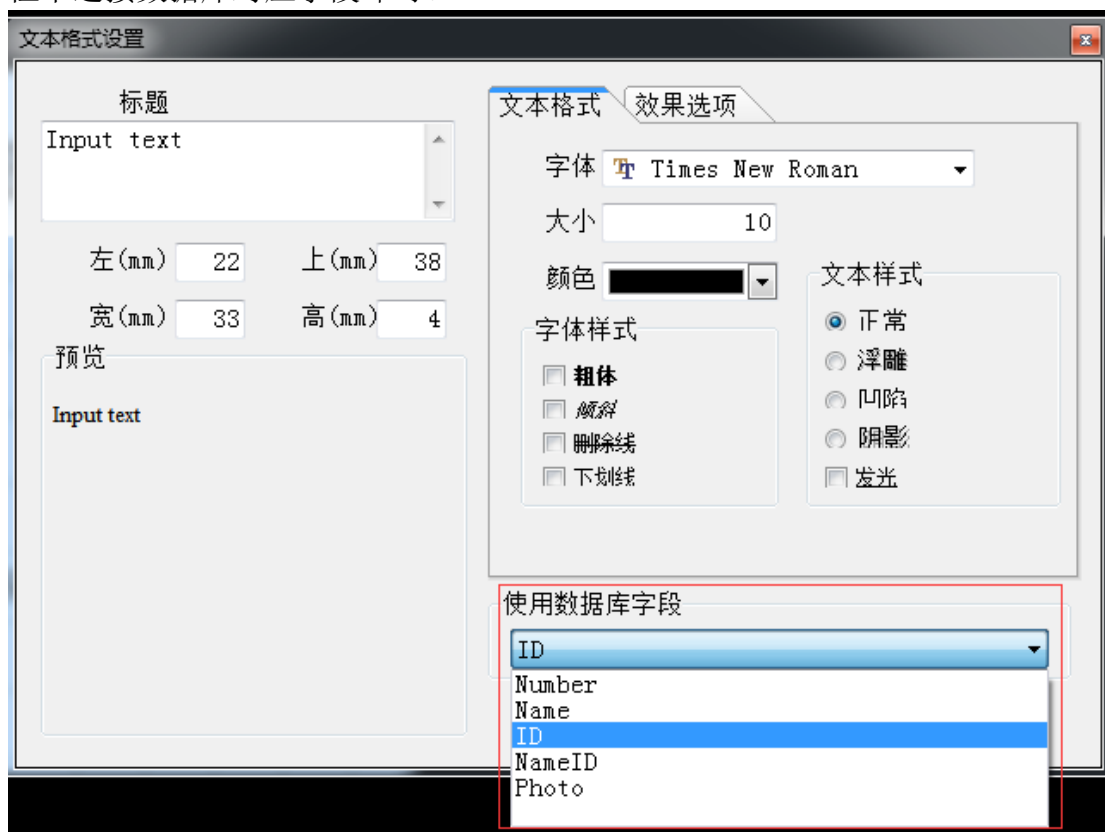 文本格式设置
标题
Input text
左(mm) 22 上(mm) 38
宽(mm) 33 高(mm) 4
预览
Input text
文本格式 效果选项
字体 Times New Roman
大小 10
颜色
字体样式
粗体
倾斜
删除线
下划线
文本样式
正常
浮雕
凹陷
阴影
发光
使用数据库字段
ID
Number
Name
ID
NameID
Photo